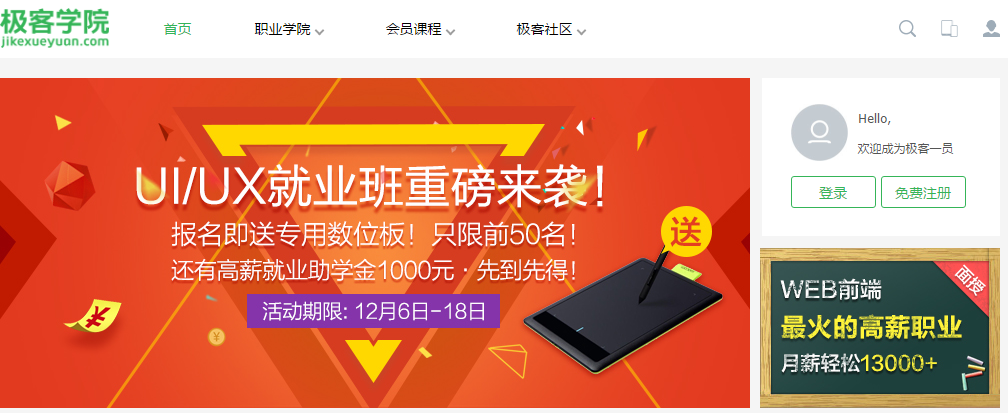 极客学院
jikexueyuan.com
首页 职业学院 会员课程 极客社区
UI/UX就业班重磅来袭！
报名即送专用数位板！只限前50名！
还有高薪就业助学金1000元·先到先得！
活动期限: 12月6日-18日
送
¥
¥
Hello,
欢迎成为极客一员
登录 免费注册
面授
WEB前端
最火的高薪职业
月薪轻松13000+